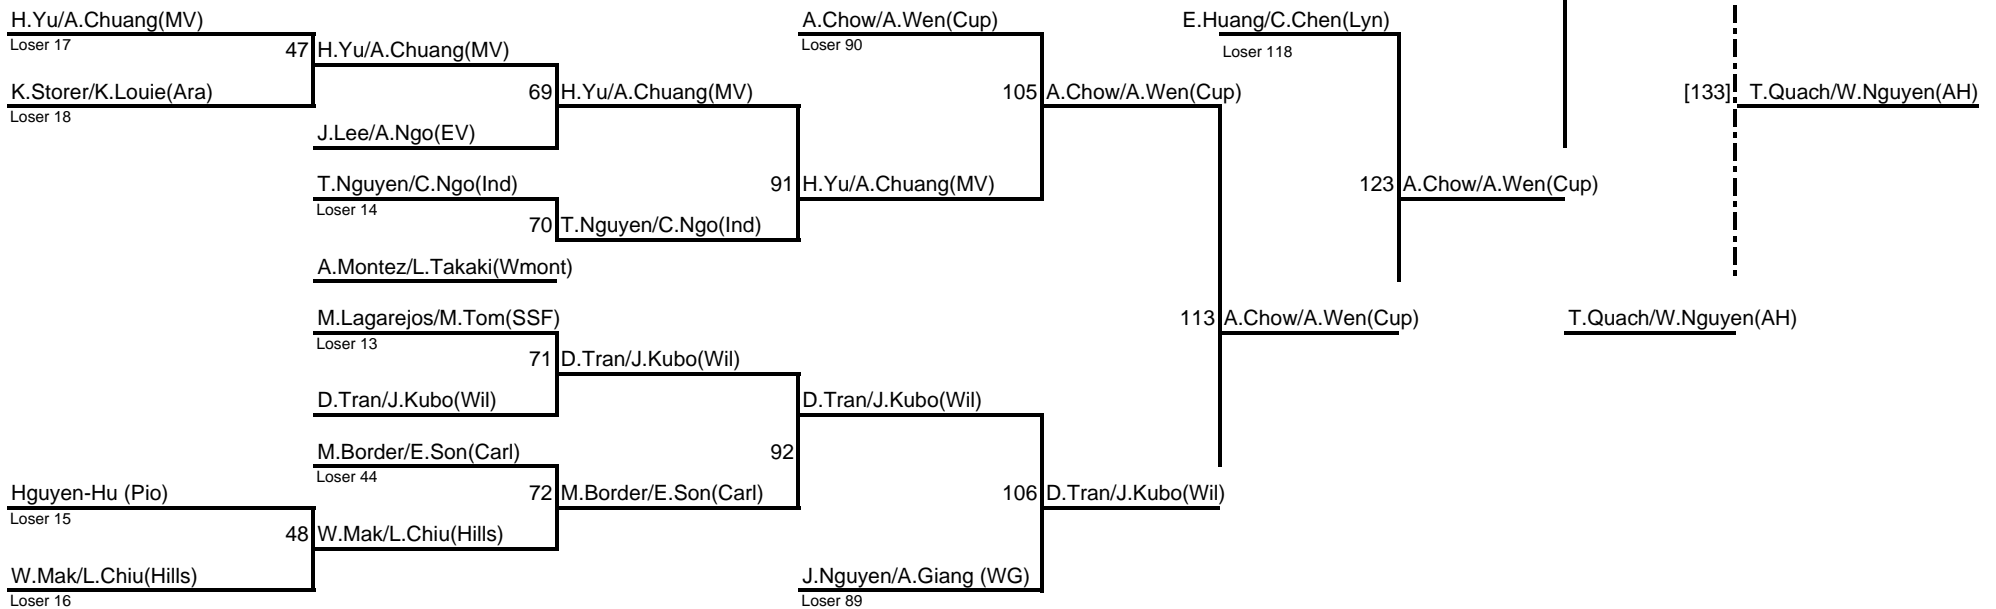 H.Yu/A.Chuang(MV)
A.Chow/A.Wen(Cup)
E.Huang/C.Chen(Lyn)
Loser 17
47
H.Yu/A.Chuang(MV)
Loser 90
Loser 118
K.Storer/K.Louie(Ara)
69
H.Yu/A.Chuang(MV)
105
A.Chow/A.Wen(Cup)
[133]
T.Quach/W.Nguyen(AH)
Loser 18
J.Lee/A.Ngo(EV)
T.Nguyen/C.Ngo(Ind)
91
H.Yu/A.Chuang(MV)
123
A.Chow/A.Wen(Cup)
Loser 14
70
T.Nguyen/C.Ngo(Ind)
A.Montez/L.Takaki(Wmont)
M.Lagarejos/M.Tom(SSF)
113
A.Chow/A.Wen(Cup)
T.Quach/W.Nguyen(AH)
Loser 13
71
D.Tran/J.Kubo(Wil)
D.Tran/J.Kubo(Wil)
D.Tran/J.Kubo(Wil)
M.Border/E.Son(Carl)
92
Loser 44
Hguyen-Hu (Pio)
72
M.Border/E.Son(Carl)
106
D.Tran/J.Kubo(Wil)
Loser 15
48
W.Mak/L.Chiu(Hills)
W.Mak/L.Chiu(Hills)
J.Nguyen/A.Giang (WG)
Loser 16
Loser 89